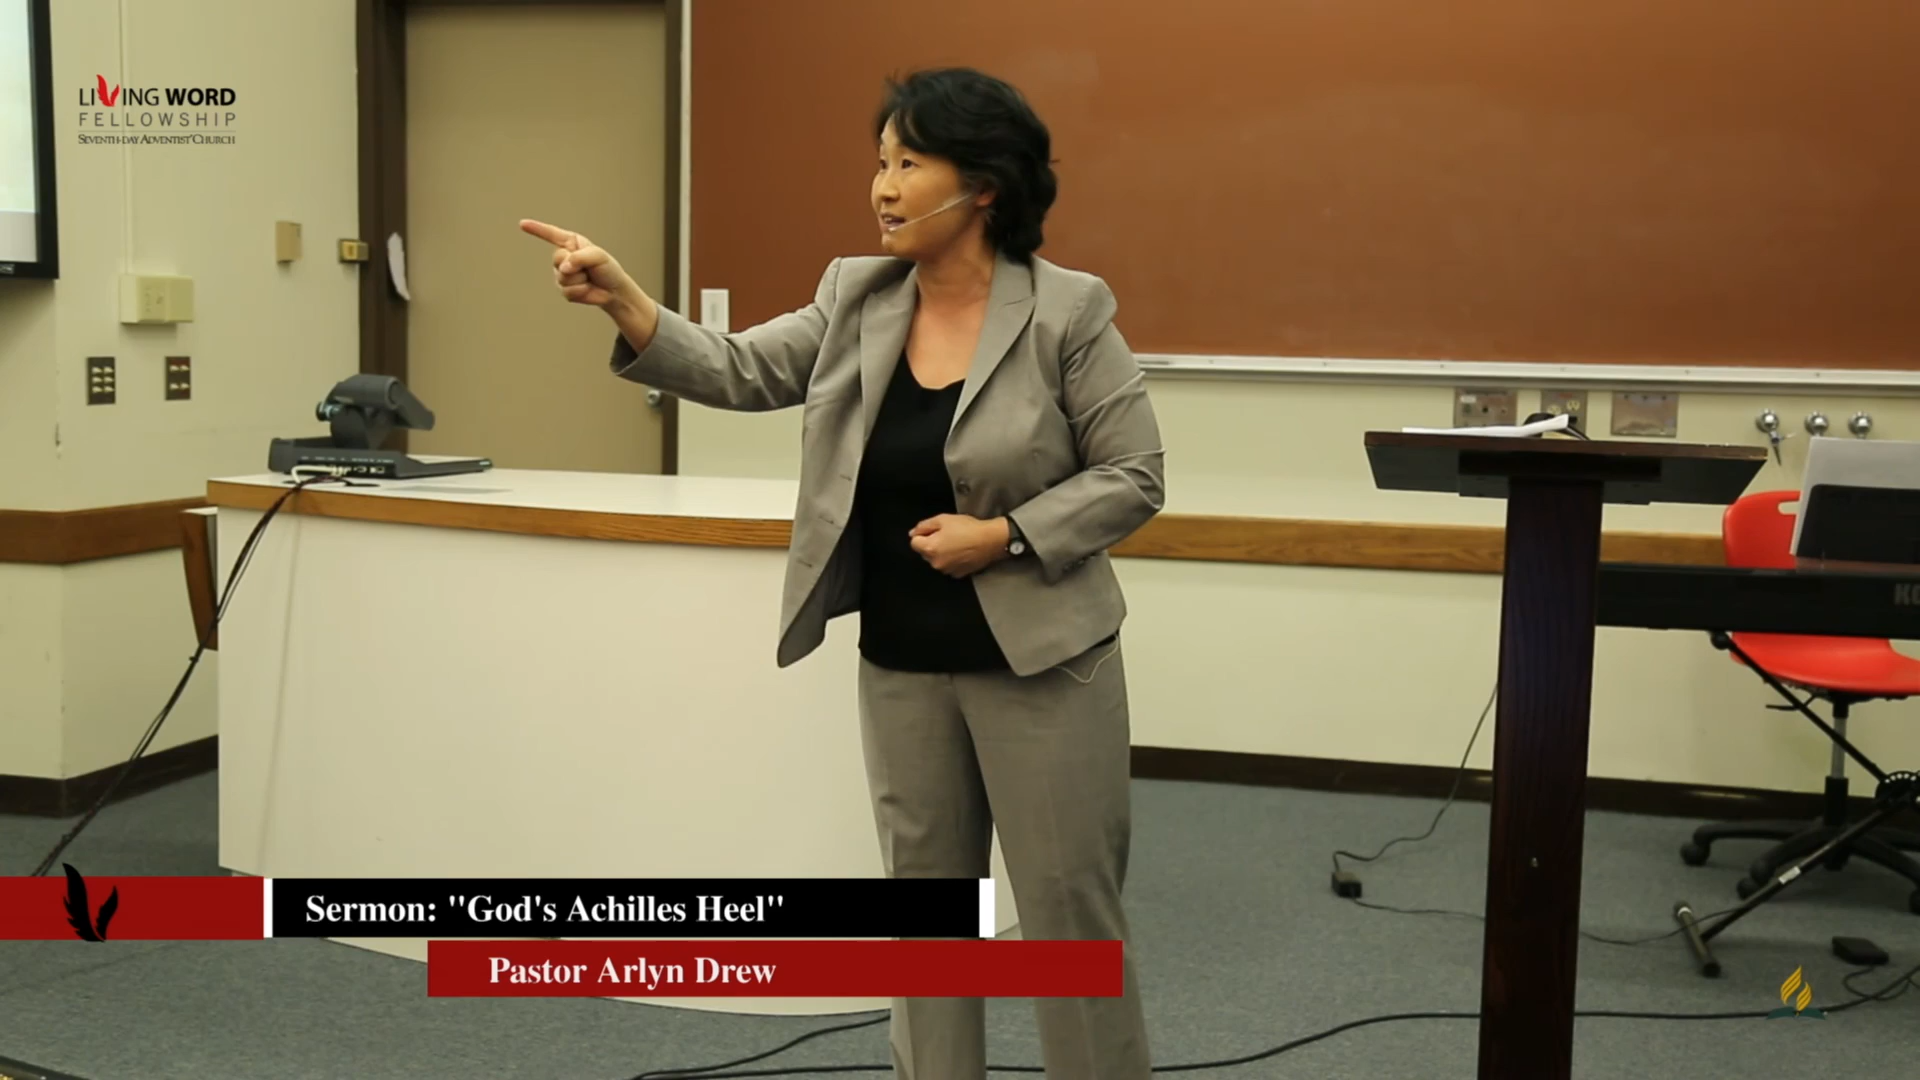 LIVING WORD
FELLOWSHIP
SEVENTH-DAY ADVENTIST CHURCH
Sermon: "God's Achilles Heel"
Pastor Arlyn Drew